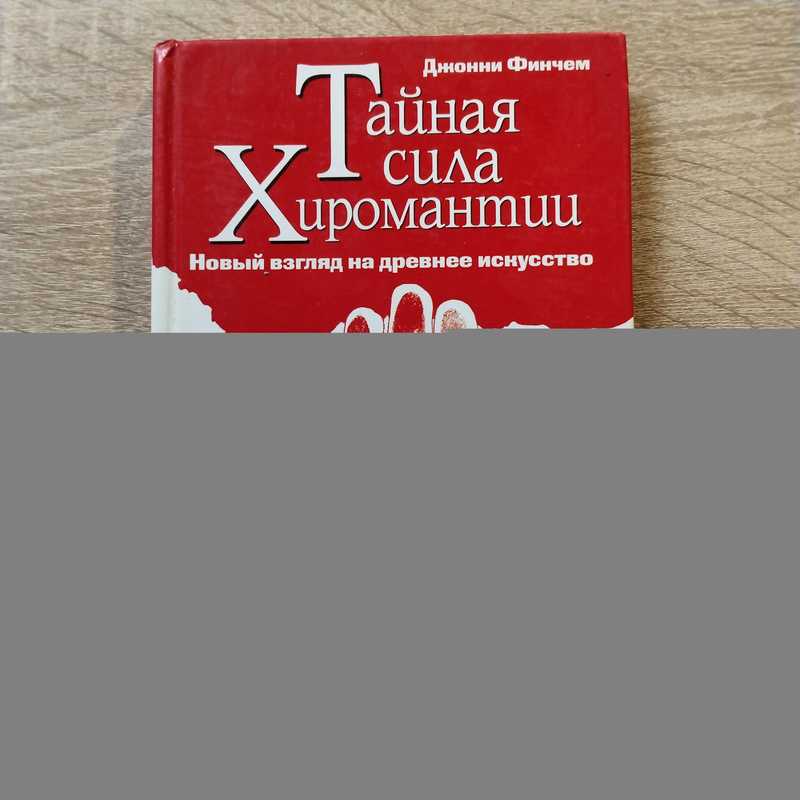 Джонни Финчем
Тайная
сила
Хиромантии
Новый взгляд на древнее искусство